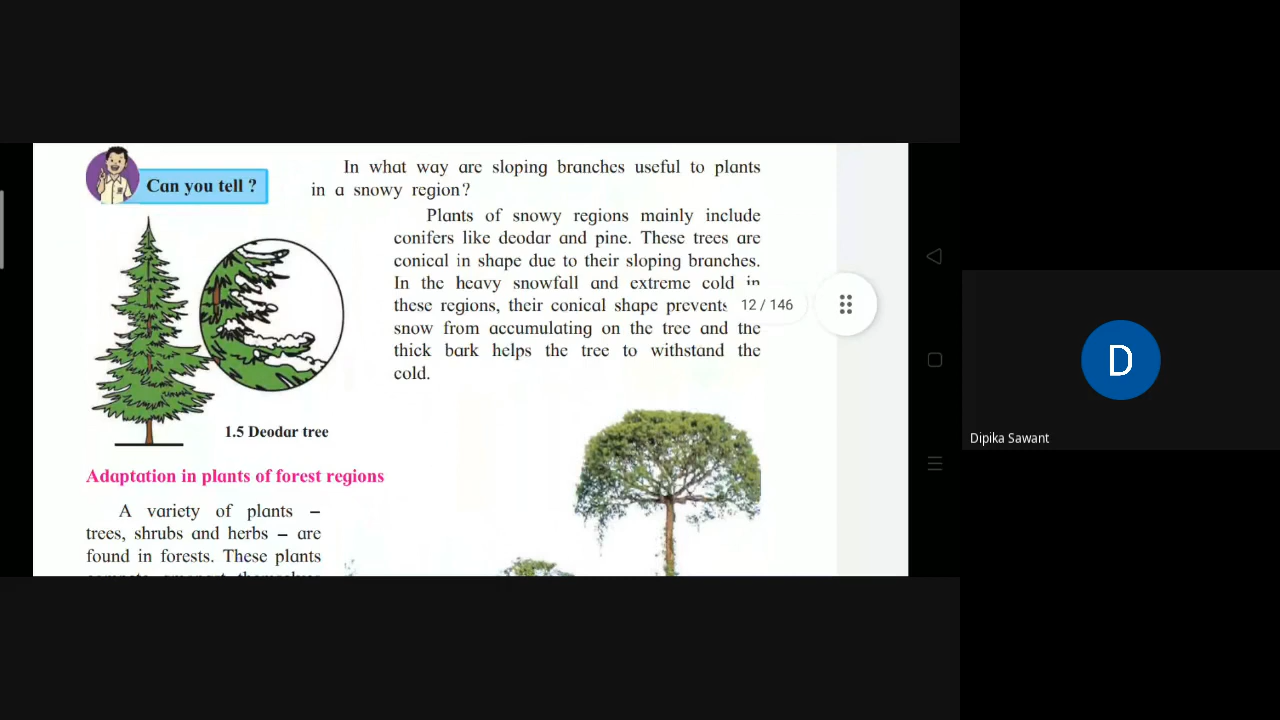 Can you tell ?
In what way are sloping branches useful to plants
in a snowy region?
Plants of snowy regions mainly include
conifers like deodar and pine. These trees are
conical in shape due to their sloping branches.
In the heavy snowfall and extreme cold in
these regions, their conical shape prevents
snow from accumulating on the tree and the
thick bark helps the tree to withstand the
cold.
12 / 146
1.5 Deodar tree
Adaptation in plants of forest regions
A variety of plants –
trees, shrubs and herbs – are
found in forests. These plants
compete amongst themselves
D
Dipika Sawant